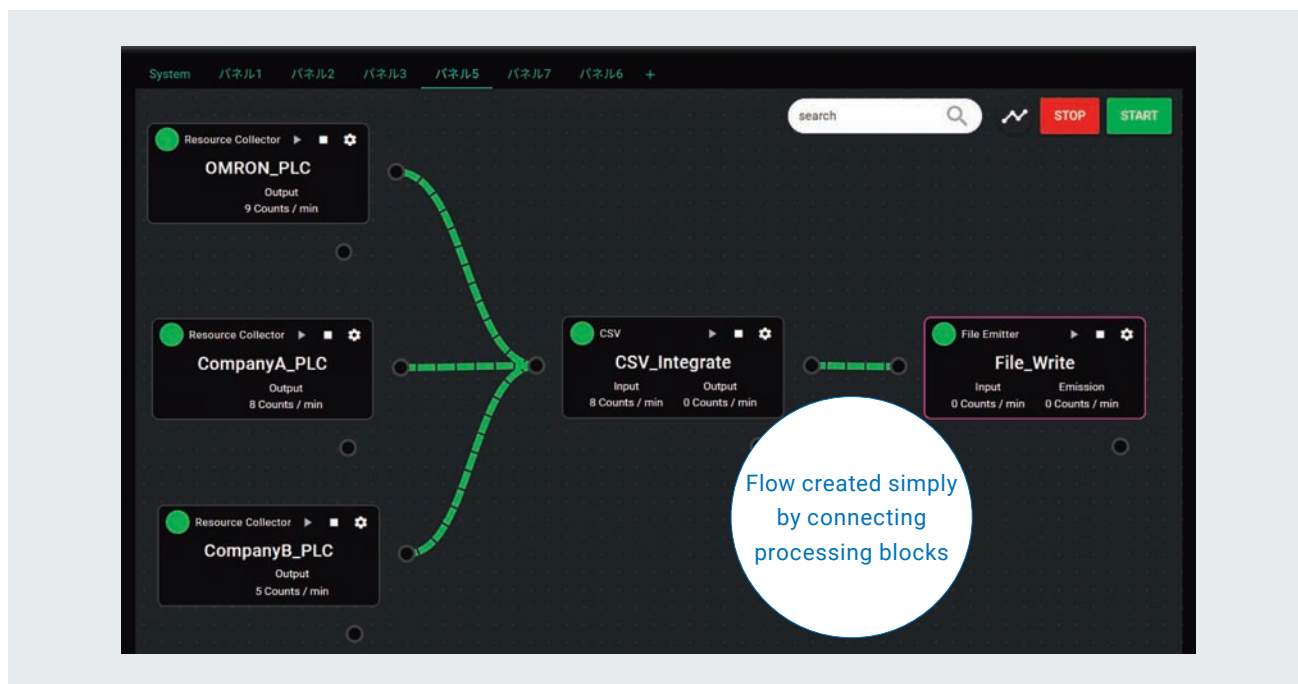 System パネル1 パネル2 パネル3 パネル5 パネル7 パネル6 +
search
STOP
START
Resource Collector
OMRON_PLC
Output
9 Counts / min
Resource Collector
CompanyA_PLC
Output
8 Counts / min
Resource Collector
CompanyB_PLC
Output
5 Counts / min
CSV
CSV_Integrate
Input Output
8 Counts / min 0 Counts / min
File Emitter
File_Write
Input Emission
0 Counts / min 0 Counts / min
Flow created simply
by connecting
processing blocks